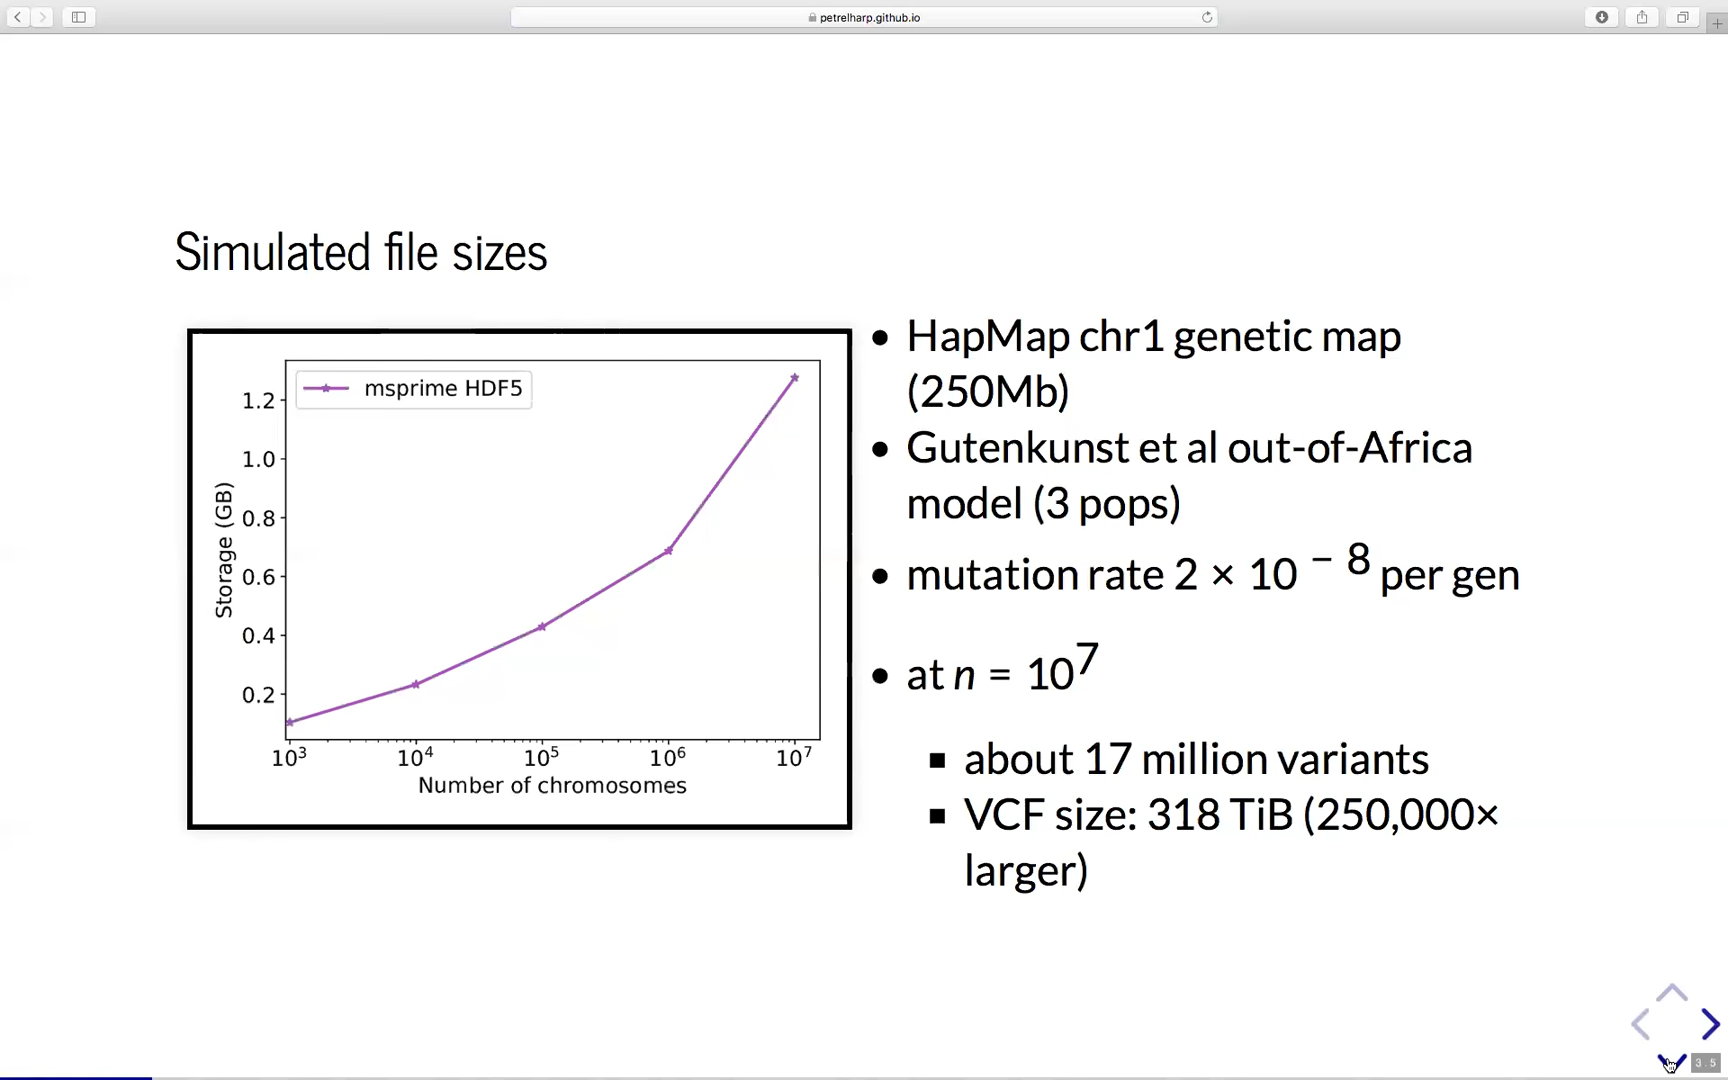 petrelharp.github.io
Simulated file sizes
msprime HDF5
1.2
1.0
0.8
0.6
0.4
0.2
Storage (GB)
10³ 10⁴ 10⁵ 10⁶ 10⁷
Number of chromosomes
• HapMap chr1 genetic map
(250Mb)
• Gutenkunst et al out-of-Africa
model (3 pops)
• mutation rate 2 × 10⁻⁸ per gen
• at n = 10⁷
▪ about 17 million variants
▪ VCF size: 318 TiB (250,000×
larger)
3.5